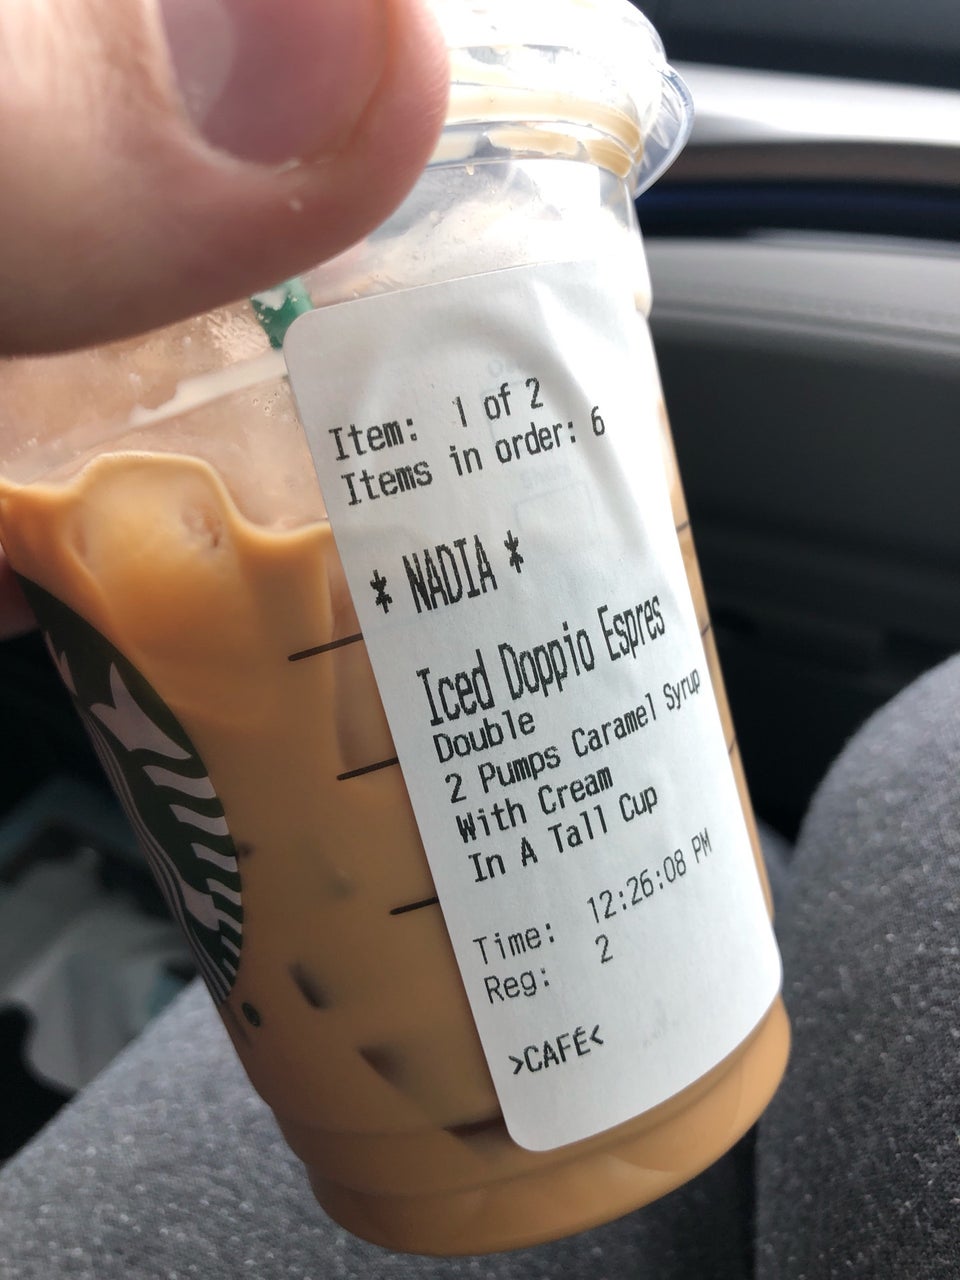 Item: 1 of 2
Items in order: 6
* NADIA *
Iced Doppio Espres
Double
2 Pumps Caramel Syrup
With Cream
In A Tall Cup
Time: 12:26:08 PM
Reg: 2
>CAFÉ<